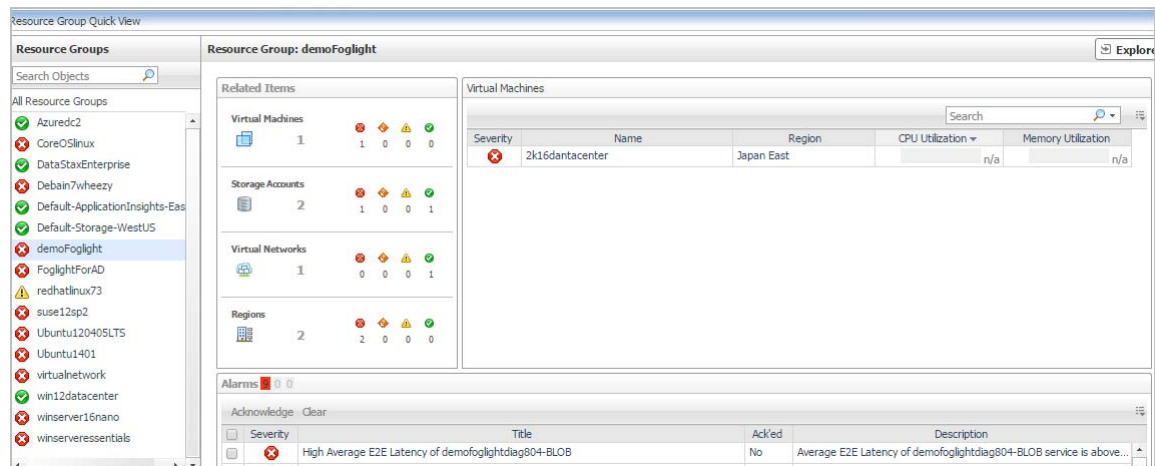 Resource Group Quick View
Resource Groups
Search Objects
All Resource Groups
Azuredc2
CoreOSlinux
DataStaxEnterprise
Debain7wheezy
Default-ApplicationInsights-Eas
Default-Storage-WestUS
demoFoglight
FoglightForAD
redhatlinux73
suse12sp2
Ubuntu120405LTS
Ubuntu1401
virtualnetwork
win12datacenter
winserver16nano
winserveressentials
Resource Group: demoFoglight
Explore
Related Items
Virtual Machines
1 1 0 0 0
Storage Accounts
2 1 0 0 1
Virtual Networks
1 0 0 0 1
Regions
2 2 0 0 0
Virtual Machines
Search
Severity Name Region CPU Utilization Memory Utilization
2k16dantacenter Japan East n/a n/a
Alarms 9 0 0
Acknowledge Clear
Severity Title Ack'ed Description
High Average E2E Latency of demofoglightdiag804-BLOB No Average E2E Latency of demofoglightdiag804-BLOB service is above...